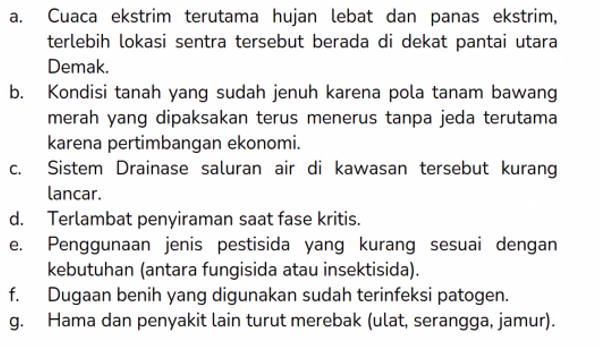 a. Cuaca ekstrim terutama hujan lebat dan panas ekstrim,
terlebih lokasi sentra tersebut berada di dekat pantai utara
Demak.
b. Kondisi tanah yang sudah jenuh karena pola tanam bawang
merah yang dipaksakan terus menerus tanpa jeda terutama
karena pertimbangan ekonomi.
c. Sistem Drainase saluran air di kawasan tersebut kurang
lancar.
d. Terlambat penyiraman saat fase kritis.
e. Penggunaan jenis pestisida yang kurang sesuai dengan
kebutuhan (antara fungisida atau insektisida).
f. Dugaan benih yang digunakan sudah terinfeksi patogen.
g. Hama dan penyakit lain turut merebak (ulat, serangga, jamur).